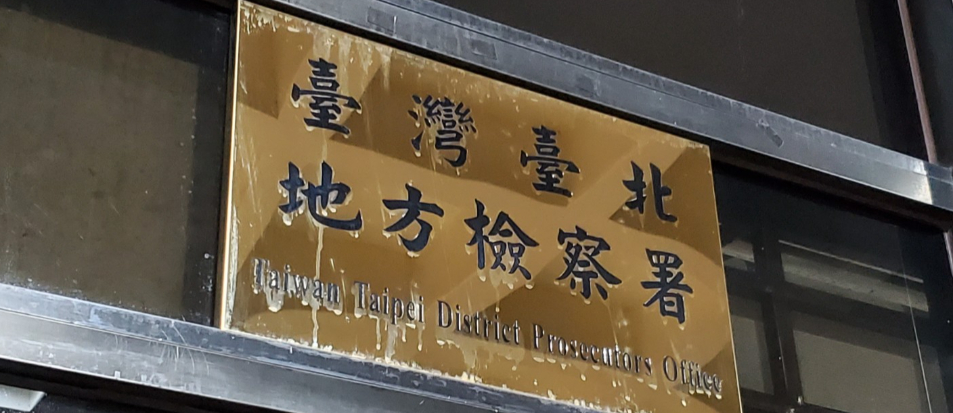 臺灣臺北
地方檢察署
Taiwan Taipei District Prosecutors Office